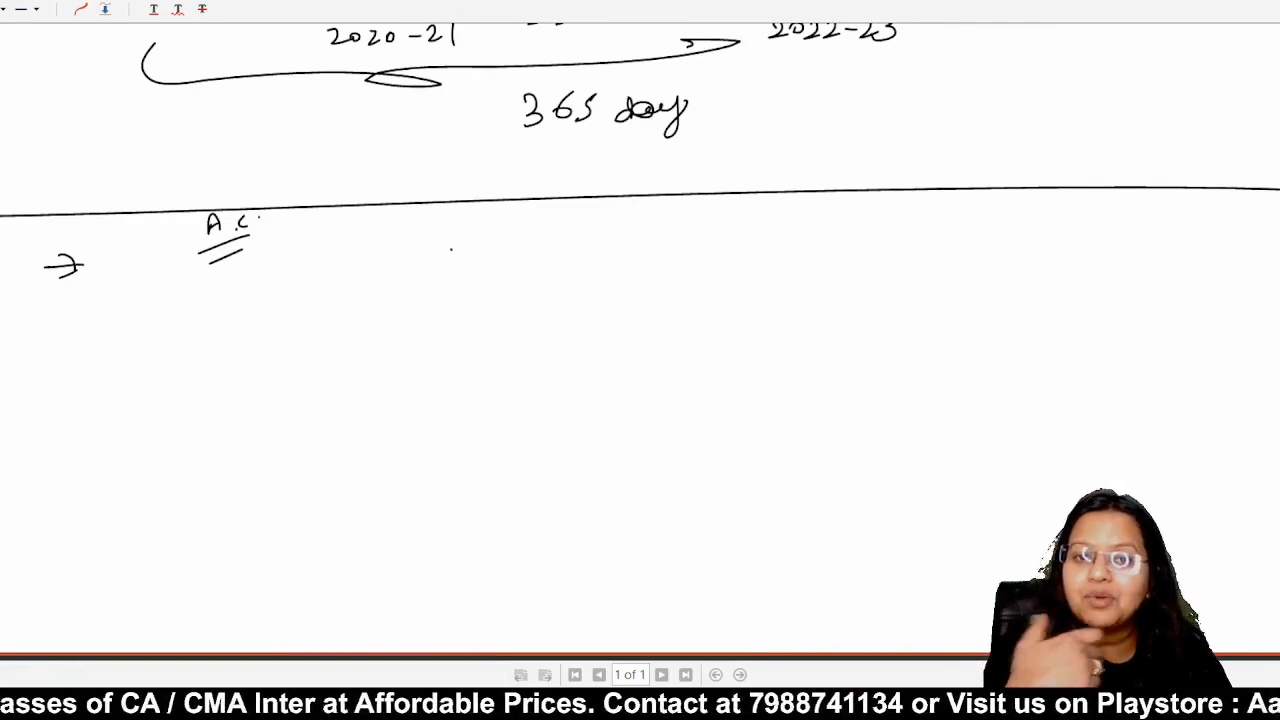 2020-21 2022-23
365 day
A.C.
1 of 1
asses of CA / CMA Inter at Affordable Prices. Contact at 7988741134 or Visit us on Playstore : Aa